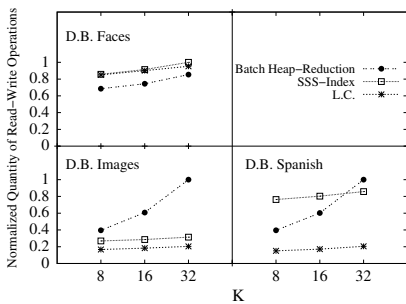 Normalized Quantity of Read-Write Operations
D.B. Faces
1
0.8
0.6
0.4
0.2
0
Batch Heap-Reduction
SSS-Index
L.C.
D.B. Images
1
0.8
0.6
0.4
0.2
0
8 16 32
D.B. Spanish
8 16 32
K